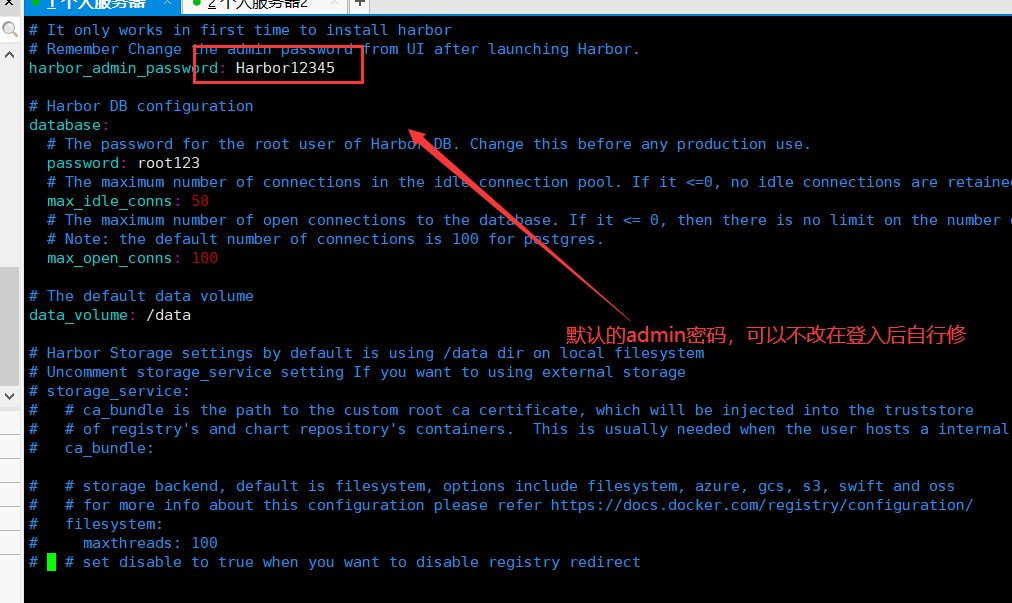 1 个人服务器
2 个人服务器2
# It only works in first time to install harbor
# Remember Change the admin password from UI after launching Harbor.
harbor_admin_password: Harbor12345
# Harbor DB configuration
database:
# The password for the root user of Harbor DB. Change this before any production use.
password: root123
# The maximum number of connections in the idle connection pool. If it <=0, no idle connections are retained
max_idle_conns: 50
# The maximum number of open connections to the database. If it <= 0, then there is no limit on the number
# Note: the default number of connections is 100 for postgres.
max_open_conns: 100
# The default data volume
data_volume: /data
默认的admin密码，可以不改在登入后自行修
# Harbor Storage settings by default is using /data dir on local filesystem
# Uncomment storage_service setting If you want to using external storage
# storage_service:
# # ca_bundle is the path to the custom root ca certificate, which will be injected into the truststore
# # of registry's and chart repository's containers. This is usually needed when the user hosts a internal
# ca_bundle:
# # storage backend, default is filesystem, options include filesystem, azure, gcs, s3, swift and oss
# # for more info about this configuration please refer https://docs.docker.com/registry/configuration/
# filesystem:
# maxthreads: 100
# # set disable to true when you want to disable registry redirect